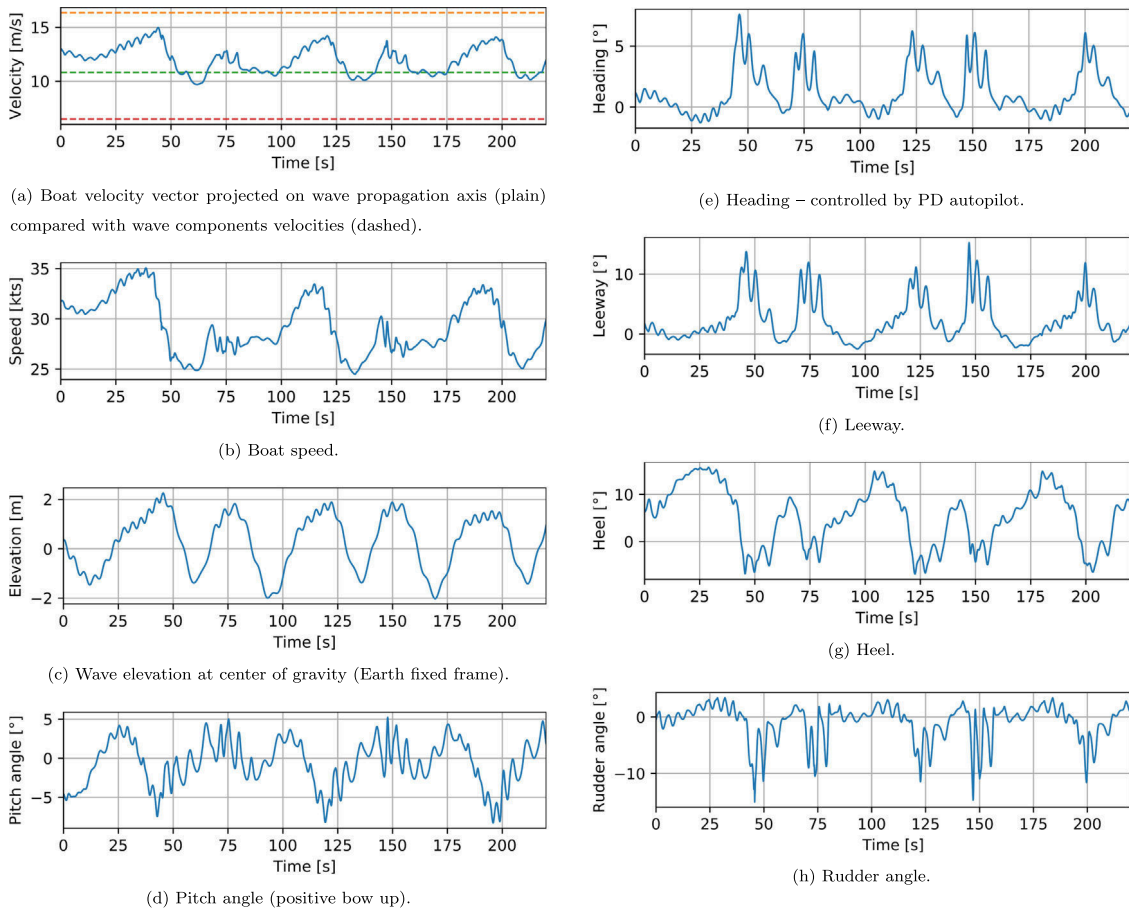 15
10
Velocity [m/s]
0 25 50 75 100 125 150 175 200
Time [s]
(a) Boat velocity vector projected on wave propagation axis (plain)
compared with wave components velocities (dashed).
35
30
25
Speed [kts]
0 25 50 75 100 125 150 175 200
Time [s]
(b) Boat speed.
2
0
−2
Elevation [m]
0 25 50 75 100 125 150 175 200
Time [s]
(c) Wave elevation at center of gravity (Earth fixed frame).
5
0
−5
Pitch angle [°]
0 25 50 75 100 125 150 175 200
Time [s]
(d) Pitch angle (positive bow up).
5
0
Heading [°]
0 25 50 75 100 125 150 175 200
Time [s]
(e) Heading – controlled by PD autopilot.
10
0
Leeway [°]
0 25 50 75 100 125 150 175 200
Time [s]
(f) Leeway.
10
0
Heel [°]
0 25 50 75 100 125 150 175 200
Time [s]
(g) Heel.
0
−10
Rudder angle [°]
0 25 50 75 100 125 150 175 200
Time [s]
(h) Rudder angle.